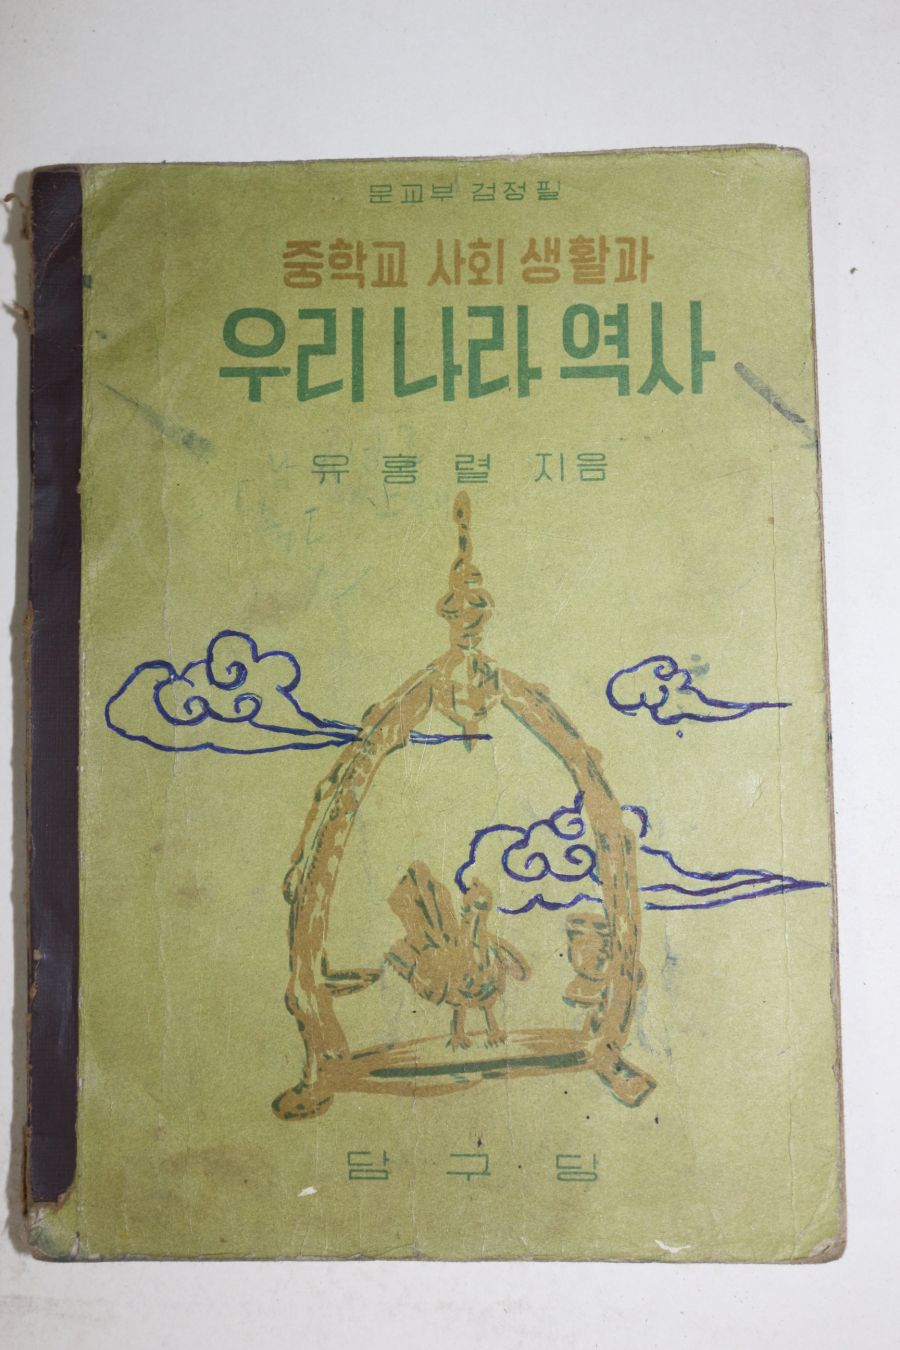 문교부 검정필
중학교 사회 생활과
우리 나라 역사
유 홍 렬 지음
탐 구 당